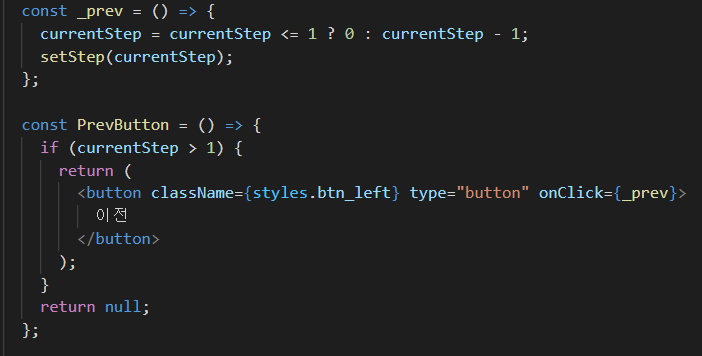 const _prev = () => {
  currentStep = currentStep <= 1 ? 0 : currentStep - 1;
  setStep(currentStep);
};

const PrevButton = () => {
  if (currentStep > 1) {
    return (
      <button className={styles.btn_left} type="button" onClick={_prev}>
        이전
      </button>
    );
  }
  return null;
};